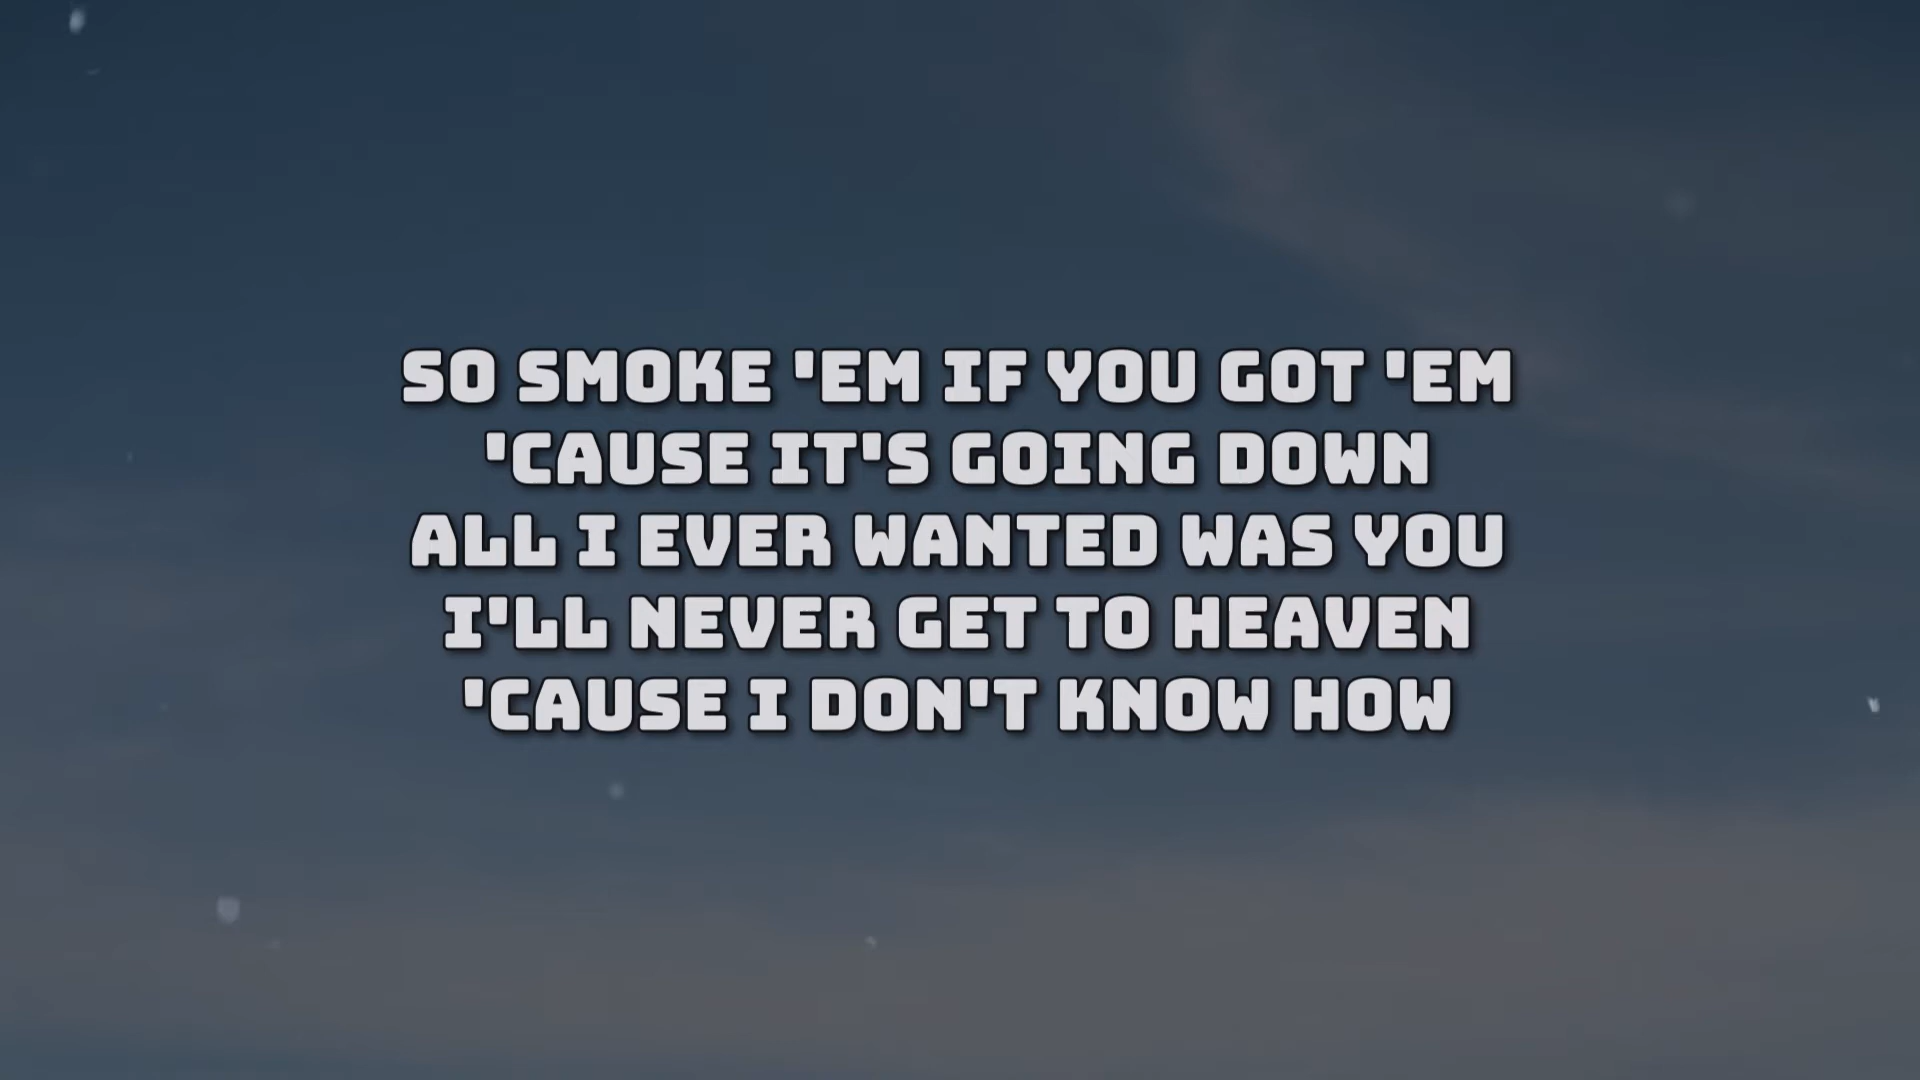 SO SMOKE 'EM IF YOU GOT 'EM
'CAUSE IT'S GOING DOWN
ALL I EVER WANTED WAS YOU
I'LL NEVER GET TO HEAVEN
'CAUSE I DON'T KNOW HOW